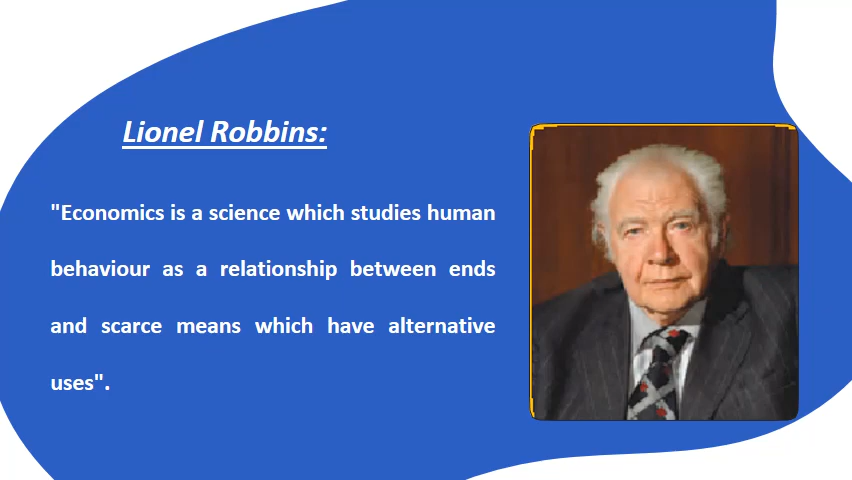 Lionel Robbins:
"Economics is a science which studies human
behaviour as a relationship between ends
and scarce means which have alternative
uses".